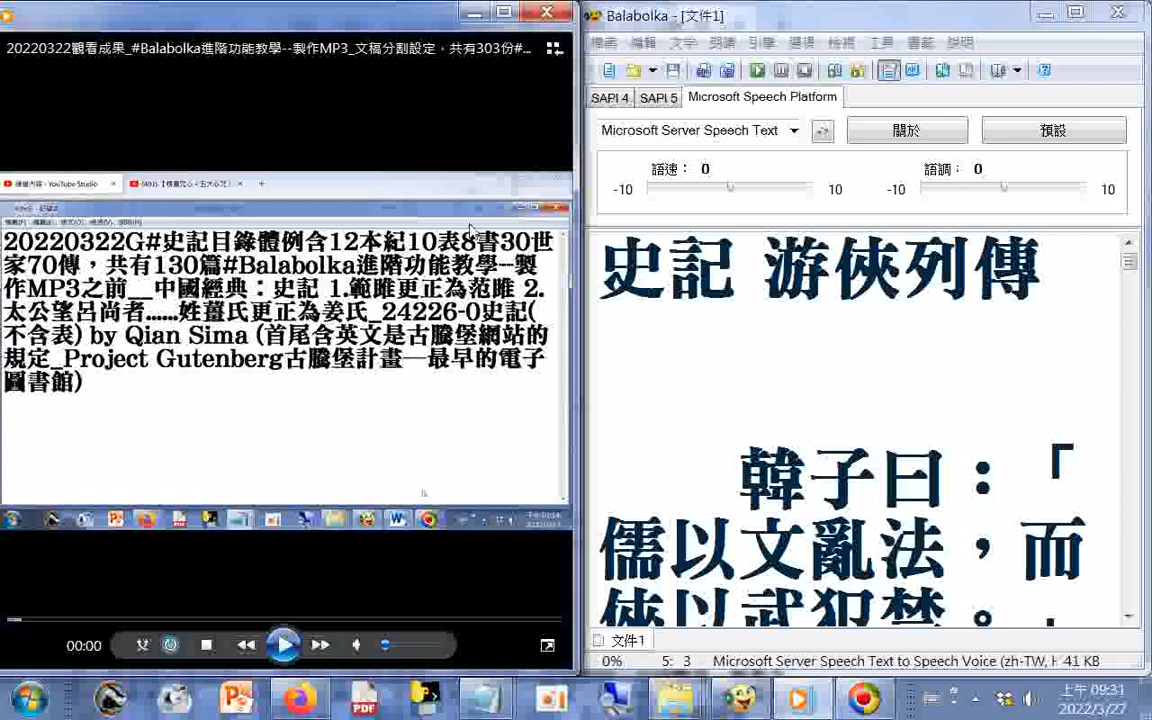 20220322觀看成果_#Balabolka進階功能教學--製作MP3_文稿分割設定，共有303份#...
YouTube Studio
20220322G#史記目錄體例含12本紀10表8書30世
家70傳，共有130篇#Balabolka進階功能教學--製
作MP3之前__中國經典：史記 1.範雎更正為范雎 2.
太公望呂尚者......姓薑氏更正為姜氏_24226-0史記(
不含表) by Qian Sima (首尾含英文是古騰堡網站的
規定_Project Gutenberg古騰堡計畫─最早的電子
圖書館)
00:00
Balabolka - [文件1]
檔案 編輯 文字 朗讀 引擎 選項 檢視 工具 書籤 說明
SAPI 4 SAPI 5 Microsoft Speech Platform
Microsoft Server Speech Text 關於 預設
語速： 0 語調： 0
-10 10 -10 10
史記 游俠列傳
韓子曰：「
儒以文亂法，而
俠以武犯禁。」
文件1
0% 5: 3 Microsoft Server Speech Text to Speech Voice (zh-TW, H 41 KB
上午 09:31
2022/3/27